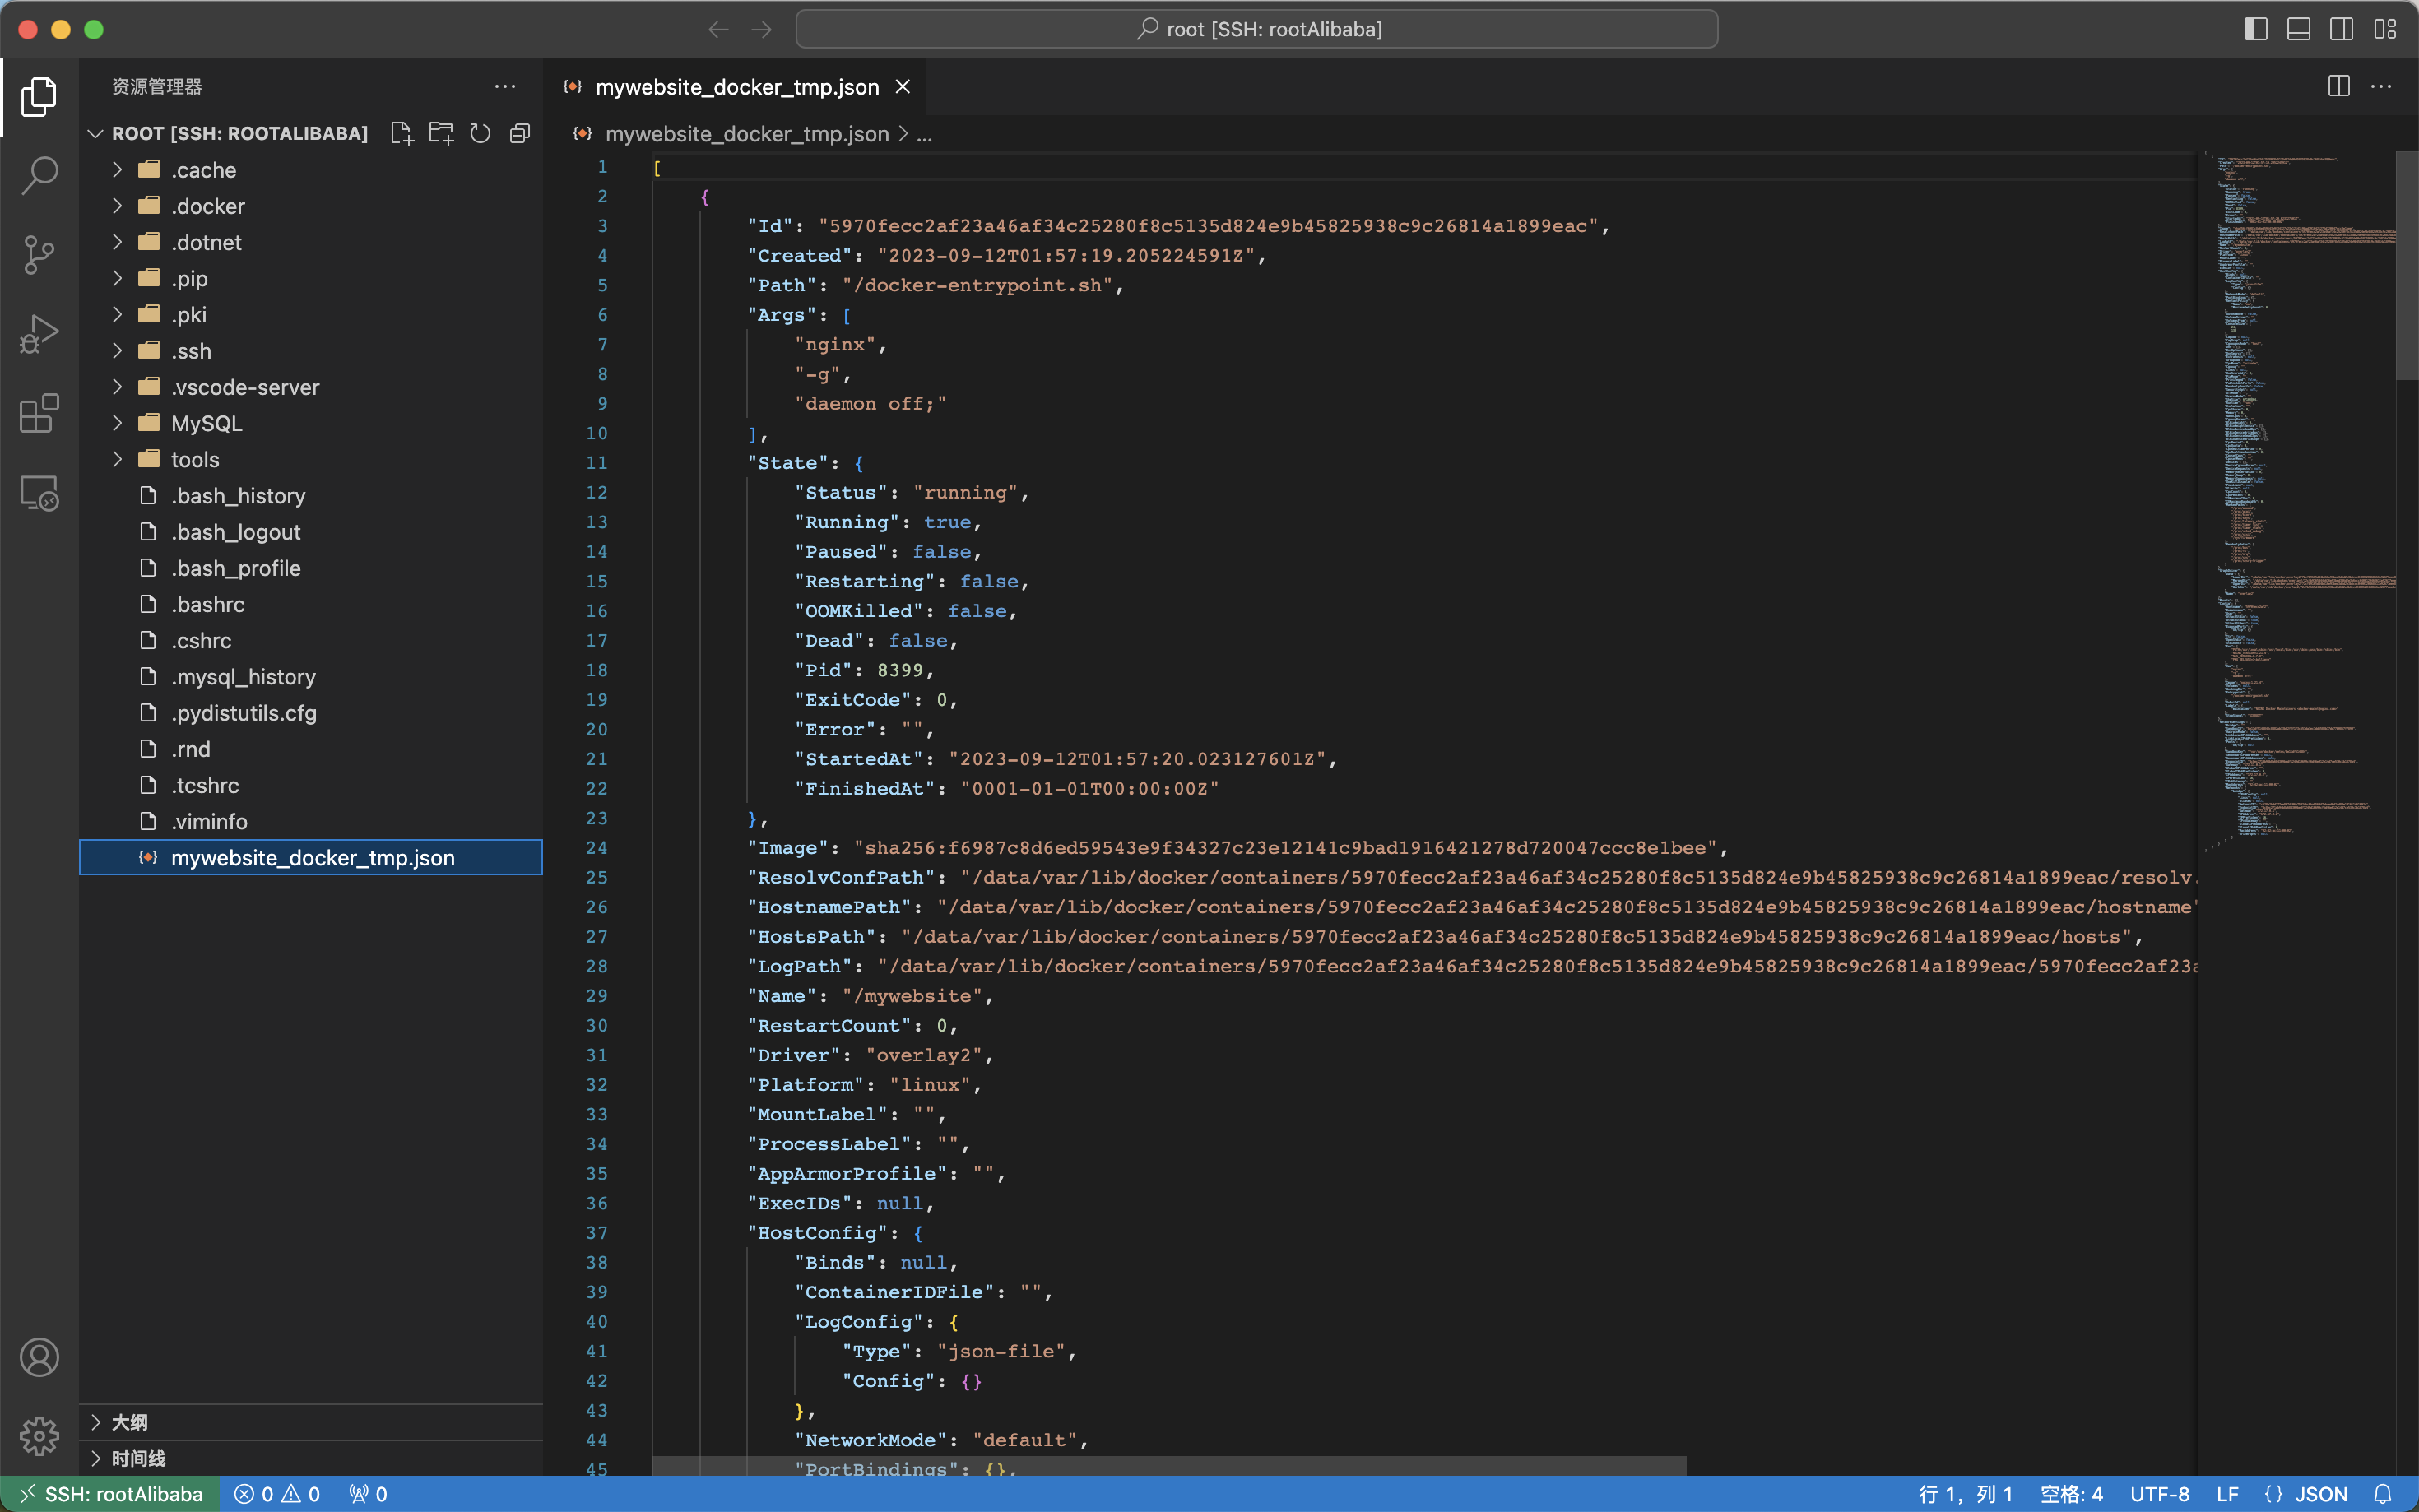 root [SSH: rootAlibaba]
资源管理器
ROOT [SSH: ROOTALIBABA]
.cache
.docker
.dotnet
.pip
.pki
.ssh
.vscode-server
MySQL
tools
.bash_history
.bash_logout
.bash_profile
.bashrc
.cshrc
.mysql_history
.pydistutils.cfg
.rnd
.tcshrc
.viminfo
mywebsite_docker_tmp.json
大纲
时间线
mywebsite_docker_tmp.json
mywebsite_docker_tmp.json > ...
1 [
2 {
3 "Id": "5970fecc2af23a46af34c25280f8c5135d824e9b45825938c9c26814a1899eac",
4 "Created": "2023-09-12T01:57:19.205224591Z",
5 "Path": "/docker-entrypoint.sh",
6 "Args": [
7 "nginx",
8 "-g",
9 "daemon off;"
10 ],
11 "State": {
12 "Status": "running",
13 "Running": true,
14 "Paused": false,
15 "Restarting": false,
16 "OOMKilled": false,
17 "Dead": false,
18 "Pid": 8399,
19 "ExitCode": 0,
20 "Error": "",
21 "StartedAt": "2023-09-12T01:57:20.023127601Z",
22 "FinishedAt": "0001-01-01T00:00:00Z"
23 },
24 "Image": "sha256:f6987c8d6ed59543e9f34327c23e12141c9bad1916421278d720047ccc8e1bee",
25 "ResolvConfPath": "/data/var/lib/docker/containers/5970fecc2af23a46af34c25280f8c5135d824e9b45825938c9c26814a1899eac/resolv.
26 "HostnamePath": "/data/var/lib/docker/containers/5970fecc2af23a46af34c25280f8c5135d824e9b45825938c9c26814a1899eac/hostname"
27 "HostsPath": "/data/var/lib/docker/containers/5970fecc2af23a46af34c25280f8c5135d824e9b45825938c9c26814a1899eac/hosts",
28 "LogPath": "/data/var/lib/docker/containers/5970fecc2af23a46af34c25280f8c5135d824e9b45825938c9c26814a1899eac/5970fecc2af23a
29 "Name": "/mywebsite",
30 "RestartCount": 0,
31 "Driver": "overlay2",
32 "Platform": "linux",
33 "MountLabel": "",
34 "ProcessLabel": "",
35 "AppArmorProfile": "",
36 "ExecIDs": null,
37 "HostConfig": {
38 "Binds": null,
39 "ContainerIDFile": "",
40 "LogConfig": {
41 "Type": "json-file",
42 "Config": {}
43 },
44 "NetworkMode": "default",
45 "PortBindings": {},
SSH: rootAlibaba 0 0 0 行 1，列 1 空格: 4 UTF-8 LF {} JSON